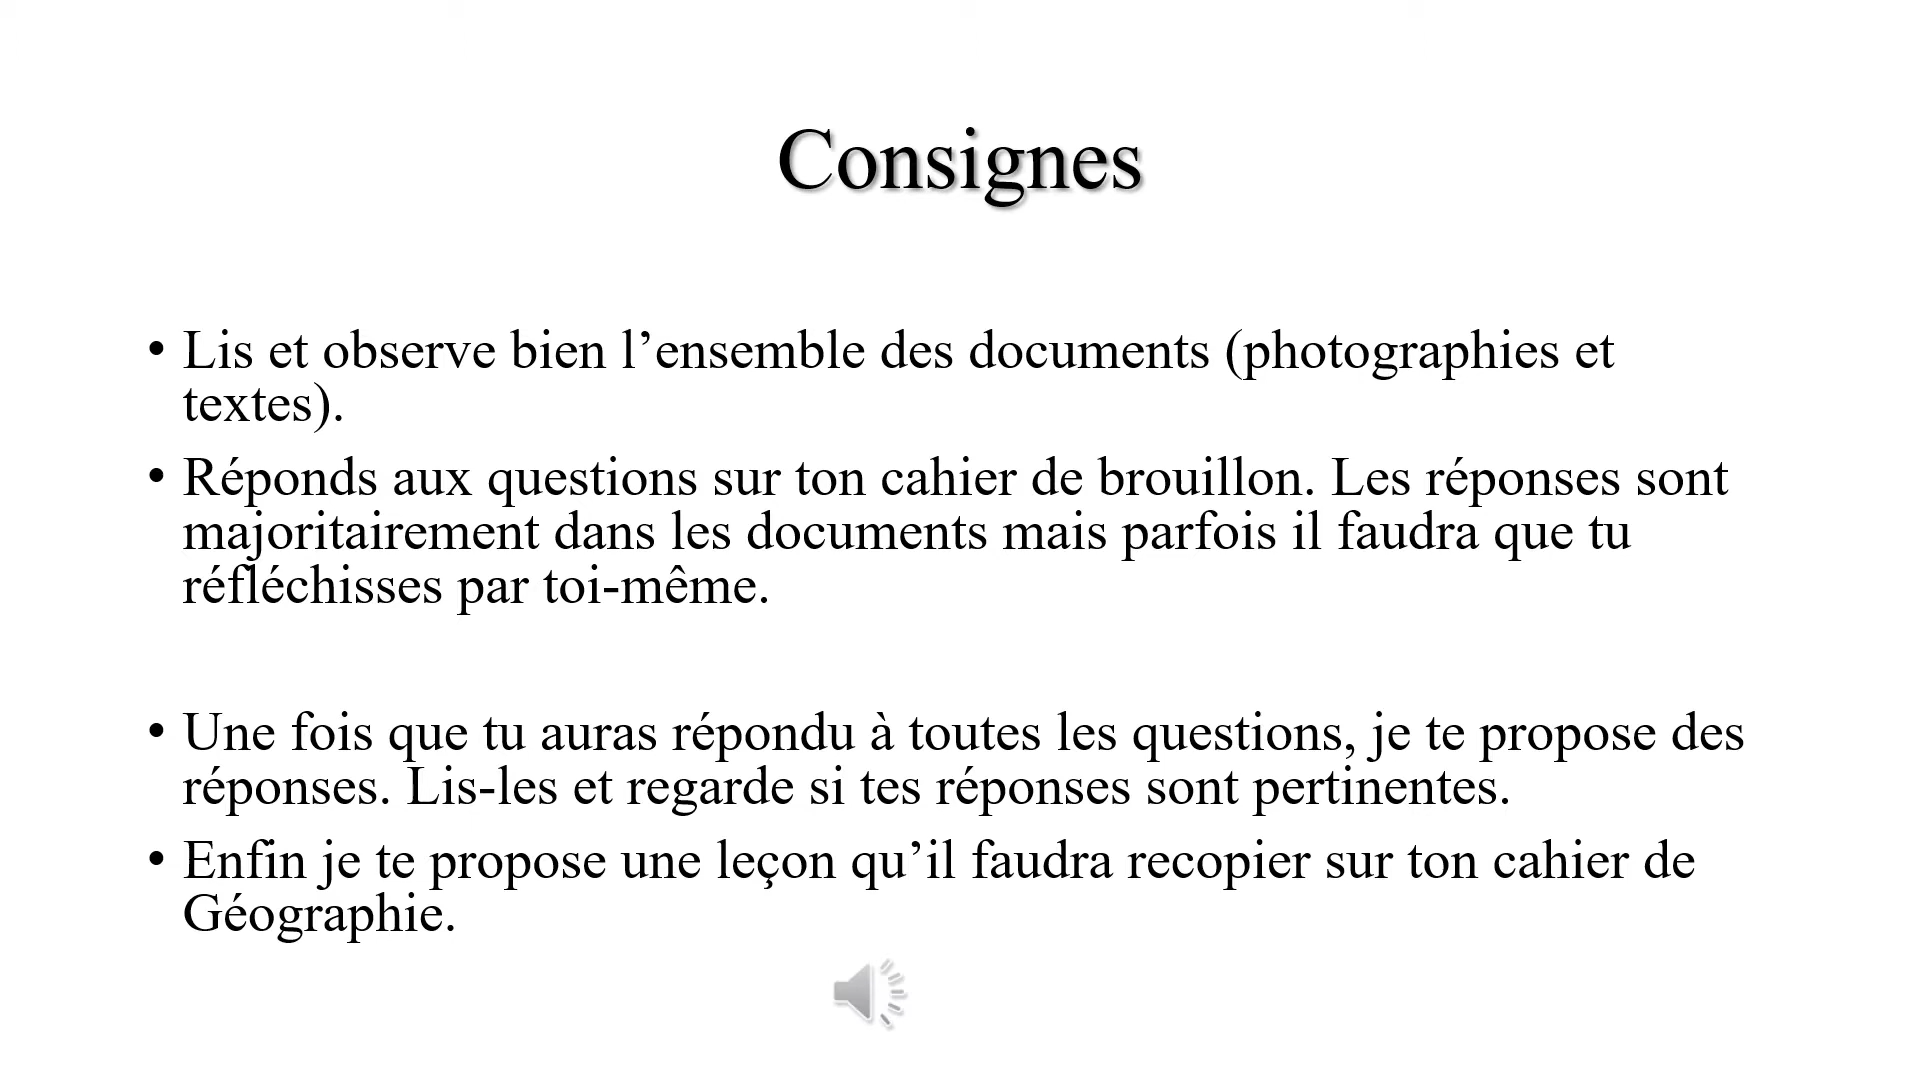 Consignes
• Lis et observe bien l’ensemble des documents (photographies et
textes).
• Réponds aux questions sur ton cahier de brouillon. Les réponses sont
majoritairement dans les documents mais parfois il faudra que tu
réfléchisses par toi-même.
• Une fois que tu auras répondu à toutes les questions, je te propose des
réponses. Lis-les et regarde si tes réponses sont pertinentes.
• Enfin je te propose une leçon qu’il faudra recopier sur ton cahier de
Géographie.